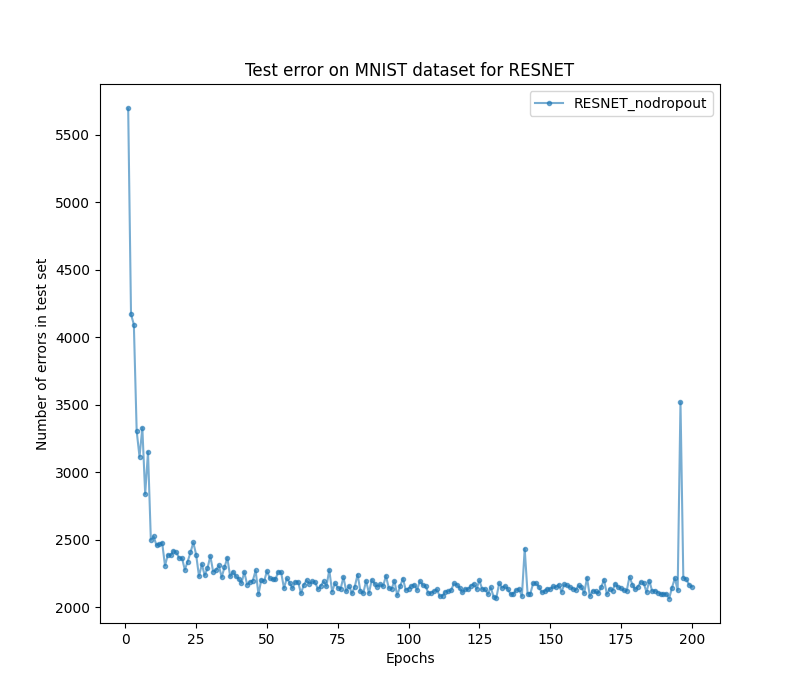 Test error on MNIST dataset for RESNET
RESNET_nodropout
Number of errors in test set
5500
5000
4500
4000
3500
3000
2500
2000
0 25 50 75 100 125 150 175 200
Epochs